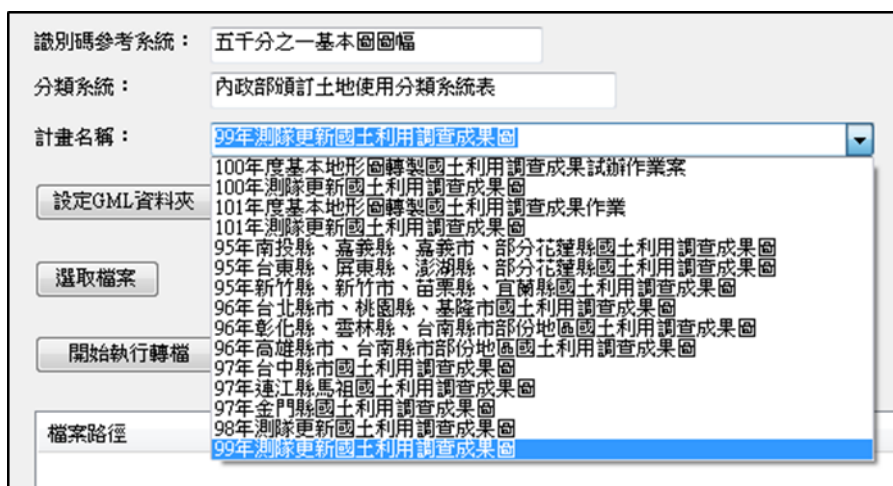 識別碼參考系統：
五千分之一基本圖圖幅
分類系統：
內政部頒訂土地使用分類系統表
計畫名稱：
99年測隊更新國土利用調查成果圖
100年度基本地形圖轉製國土利用調查成果試辦作業案
100年測隊更新國土利用調查成果圖
101年度基本地形圖轉製國土利用調查成果作業
101年測隊更新國土利用調查成果圖
95年南投縣、嘉義縣、嘉義市、部分花蓮縣國土利用調查成果圖
95年台東縣、屏東縣、澎湖縣、部分花蓮縣國土利用調查成果圖
95年新竹縣、新竹市、苗栗縣、宜蘭縣國土利用調查成果圖
96年台北縣市、桃園縣、基隆市國土利用調查成果圖
96年彰化縣、雲林縣、台南縣市部份地區國土利用調查成果圖
96年高雄縣市、台南縣市部份地區國土利用調查成果圖
97年台中縣市國土利用調查成果圖
97年連江縣馬祖國土利用調查成果圖
97年金門縣國土利用調查成果圖
98年測隊更新國土利用調查成果圖
99年測隊更新國土利用調查成果圖
設定GML資料夾
選取檔案
開始執行轉檔
檔案路徑